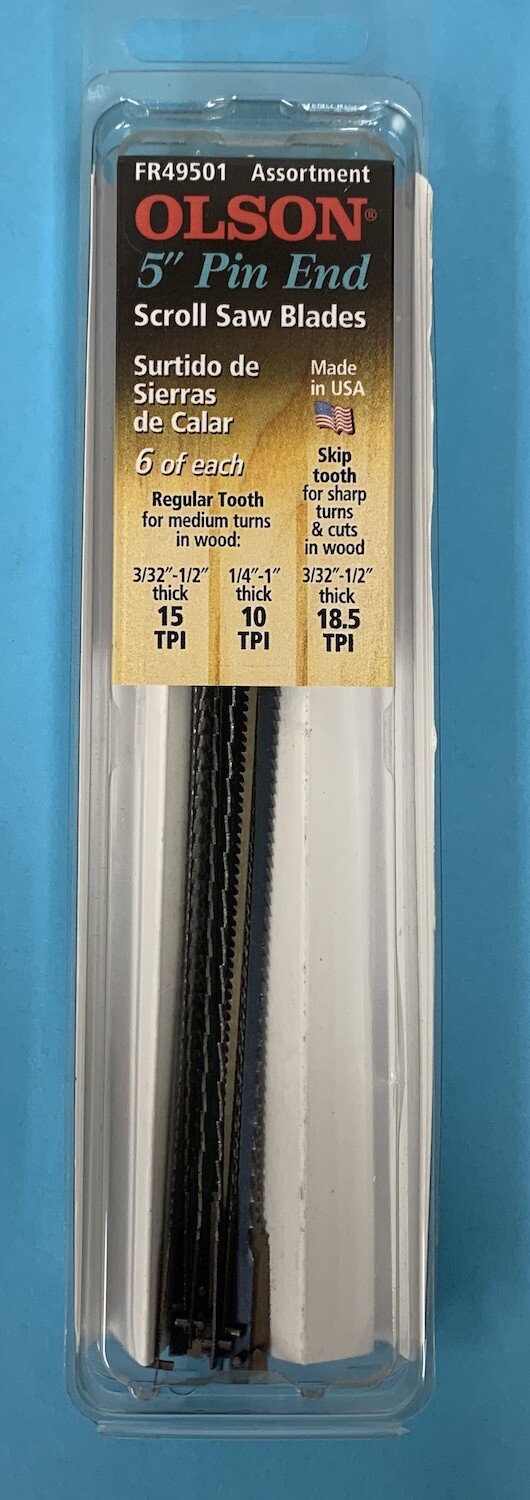 FR49501 Assortment
OLSON®
5" Pin End
Scroll Saw Blades
Surtido de
Sierras
de Calar
Made
in USA
6 of each
Regular Tooth
for medium turns
in wood:
Skip
tooth
for sharp
turns
& cuts
in wood
3/32"-1/2"
thick
15
TPI
1/4"-1"
thick
10
TPI
3/32"-1/2"
thick
18.5
TPI